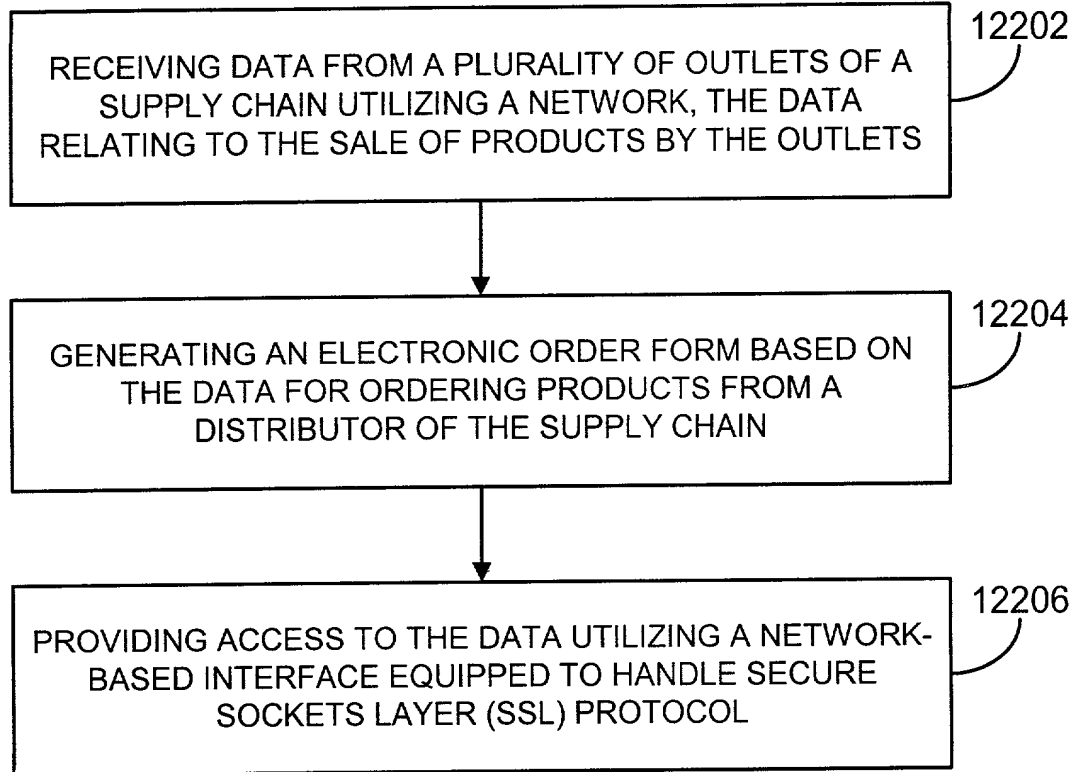 12202
RECEIVING DATA FROM A PLURALITY OF OUTLETS OF A
SUPPLY CHAIN UTILIZING A NETWORK, THE DATA
RELATING TO THE SALE OF PRODUCTS BY THE OUTLETS
12204
GENERATING AN ELECTRONIC ORDER FORM BASED ON
THE DATA FOR ORDERING PRODUCTS FROM A
DISTRIBUTOR OF THE SUPPLY CHAIN
12206
PROVIDING ACCESS TO THE DATA UTILIZING A NETWORK-
BASED INTERFACE EQUIPPED TO HANDLE SECURE
SOCKETS LAYER (SSL) PROTOCOL